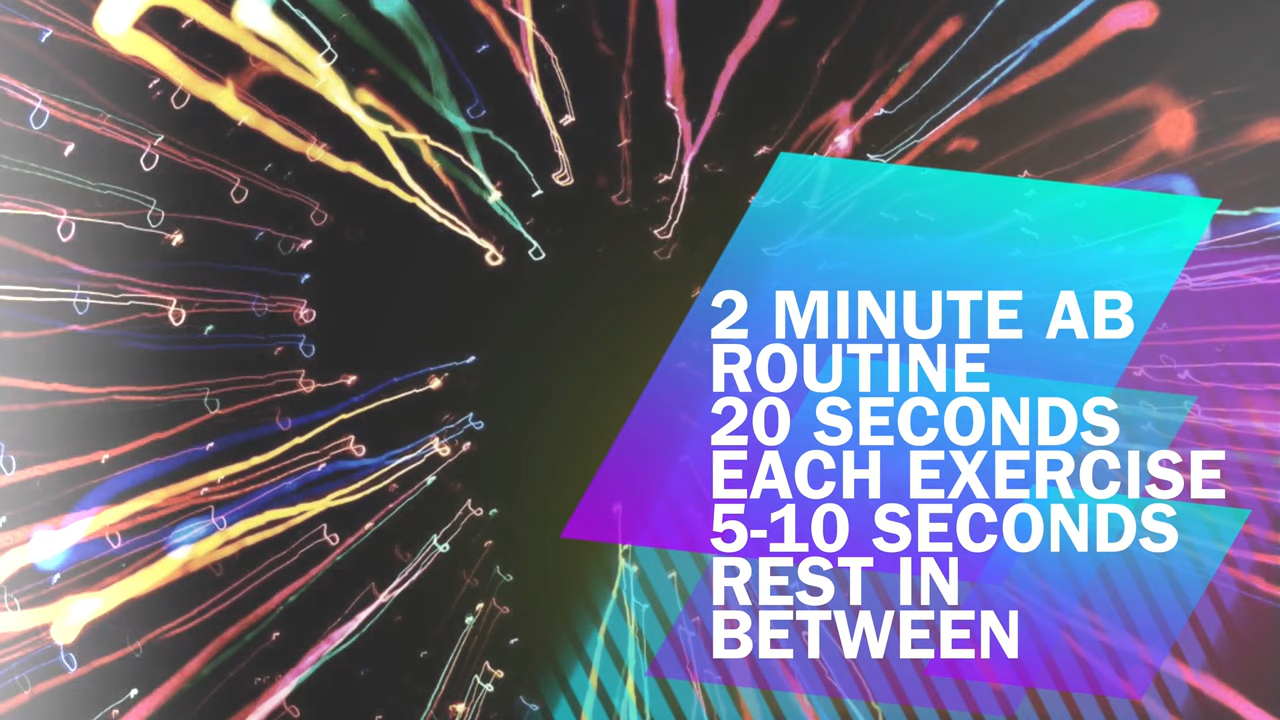 2 MINUTE AB
ROUTINE
20 SECONDS
EACH EXERCISE
5-10 SECONDS
REST IN
BETWEEN